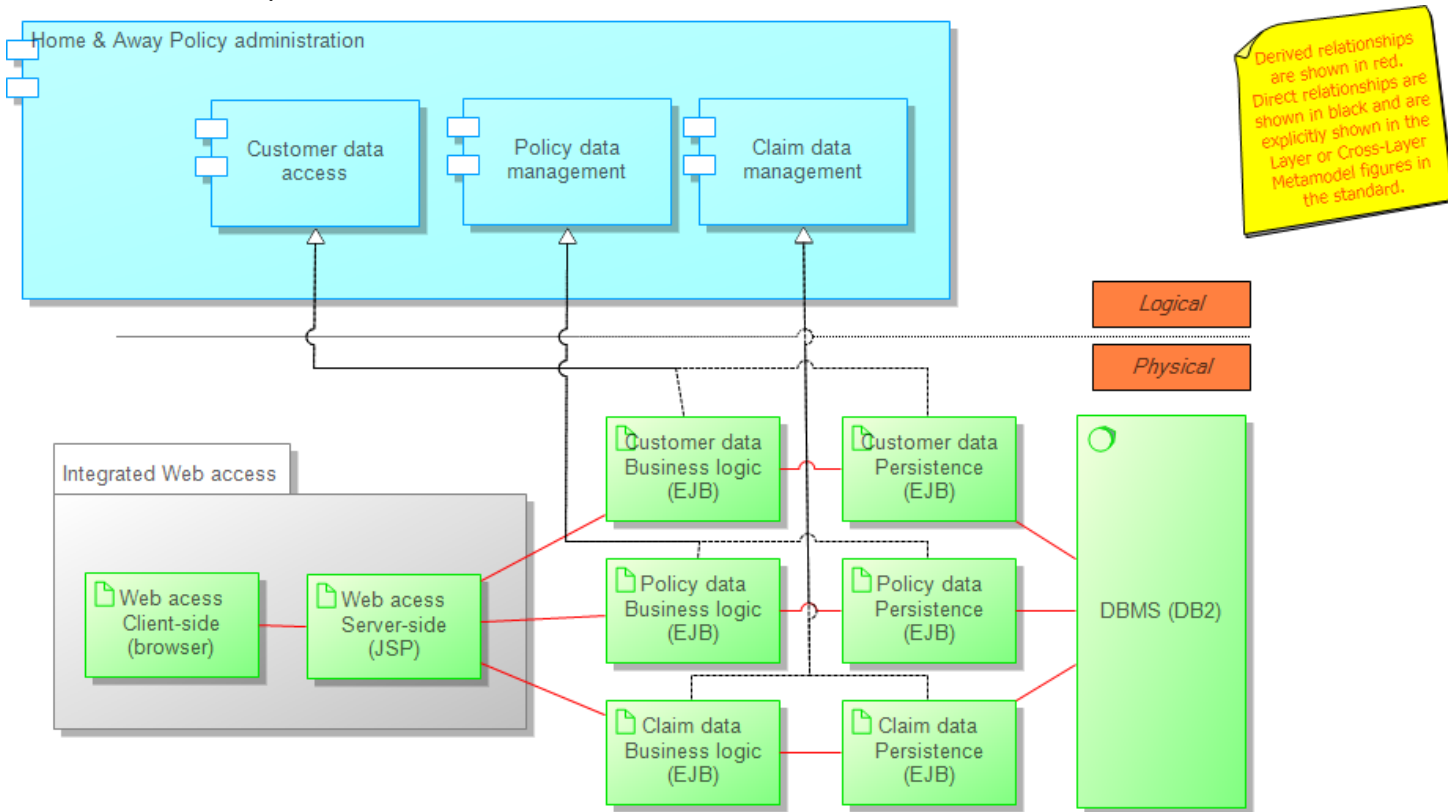 Home & Away Policy administration
Derived relationships
are shown in red.
Direct relationships are
shown in black and are
explicitly shown in the
Layer or Cross-Layer
Metamodel figures in
the standard.
Customer data
access
Policy data
management
Claim data
management
Logical
Physical
Integrated Web access
Web acess
Client-side
(browser)
Web acess
Server-side
(JSP)
Customer data
Business logic
(EJB)
Customer data
Persistence
(EJB)
Policy data
Business logic
(EJB)
Policy data
Persistence
(EJB)
Claim data
Business logic
(EJB)
Claim data
Persistence
(EJB)
DBMS (DB2)